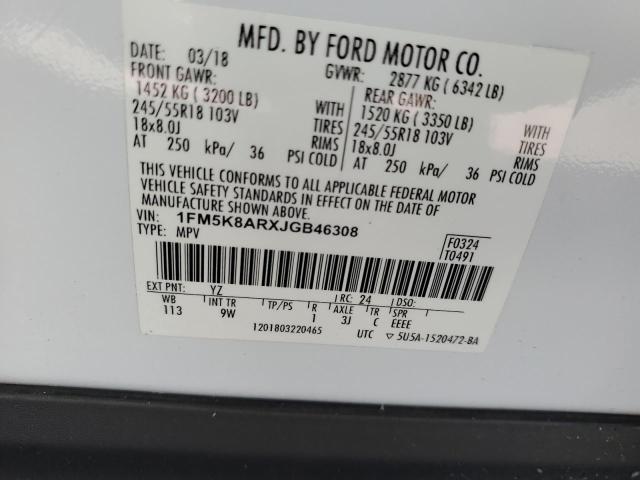 MFD. BY FORD MOTOR CO.
DATE: 03/18 GVWR: 2877 KG ( 6342 LB)
FRONT GAWR: REAR GAWR:
1452 KG ( 3200 LB) WITH 1520 KG ( 3350 LB) WITH
245/55R18 103V TIRES 245/55R18 103V TIRES
18x8.0J RIMS 18x8.0J RIMS
AT 250 kPa/ 36 PSI COLD AT 250 kPa/ 36 PSI COLD
THIS VEHICLE CONFORMS TO ALL APPLICABLE FEDERAL MOTOR
VEHICLE SAFETY STANDARDS IN EFFECT ON THE DATE OF
MANUFACTURE SHOWN ABOVE.
VIN: 1FM5K8ARXJGB46308 F0324
TYPE: MPV T0491
EXT PNT: YZ RC: 24 DSO:
WB INT TR TP/PS R AXLE TR SPR
113 9W 1 3J C EEEE
1201803220465 UTC ▽ 5U5A-1520472-BA